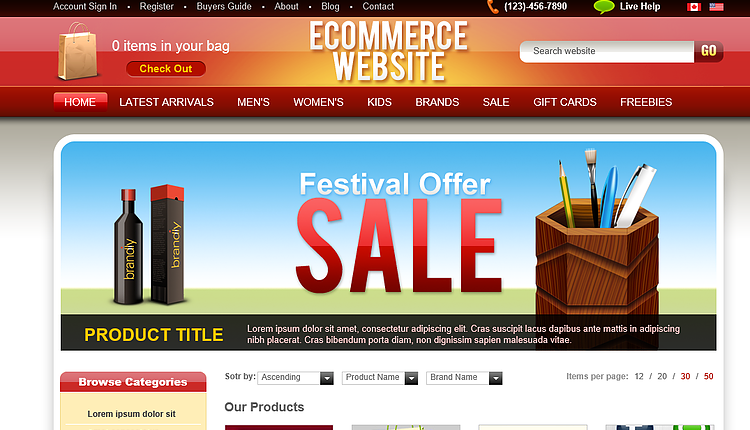 Account Sign In • Register • Buyers Guide • About • Blog • Contact
(123)-456-7890
Live Help
0 items in your bag
Check Out
ECOMMERCE
WEBSITE
Search website
GO
HOME LATEST ARRIVALS MEN'S WOMEN'S KIDS BRANDS SALE GIFT CARDS FREEBIES
Festival Offer
SALE
brandiy
brandiy
PRODUCT TITLE
Lorem ipsum dolor sit amet, consectetur adipiscing elit. Cras suscipit lacus dapibus ante mattis in adipiscing
nibh placerat. Cras bibendum porta diam, non dignissim sapien malesuada vitae.
Browse Categories
Lorem ipsum dolor sit
Sotr by: Ascending Product Name Brand Name
Items per page: 12 / 20 / 30 / 50
Our Products